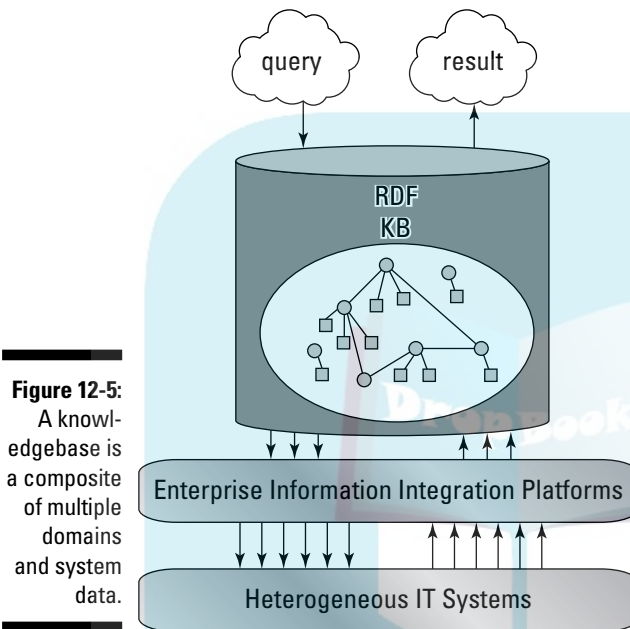 query
result
RDF
KB
Figure 12-5:
A knowl-
edgebase is
a composite
of multiple
domains
and system
data.
DropBook
Enterprise Information Integration Platforms
Heterogeneous IT Systems